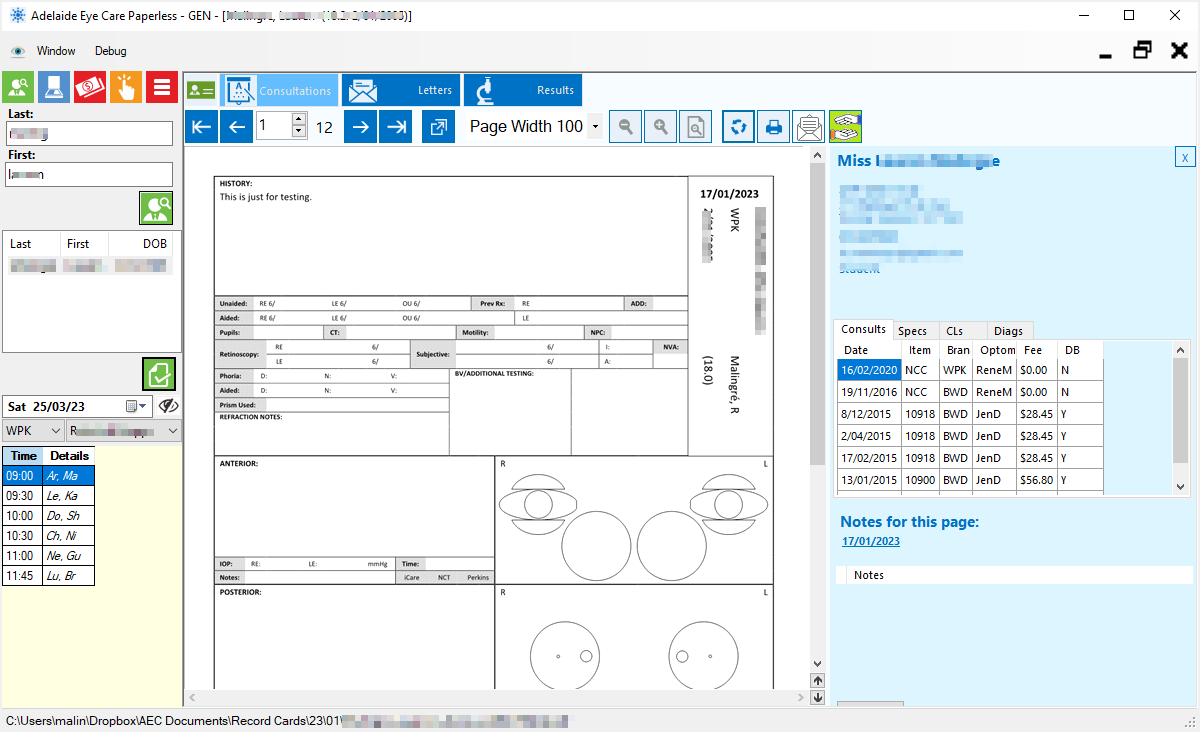 Adelaide Eye Care Paperless - GEN - [
Window Debug
Last:
First:
Last First DOB
Sat 25/03/23
WPK
Time Details
09:00 Ar, Ma
09:30 Le, Ka
10:00 Do, Sh
10:30 Ch, Ni
11:00 Ne, Gu
11:45 Lu, Br
Consultations Letters Results
1 12 Page Width 100
HISTORY:
This is just for testing.
17/01/2023
WPK
Malingré, R
(18.0)
Unaided: RE 6/ LE 6/ OU 6/ Prev Rx: RE ADD:
Aided: RE 6/ LE 6/ OU 6/ LE
Pupils: CT: Motility: NPC:
Retinoscopy: RE 6/ Subjective: 6/ I: NVA:
LE 6/ 6/ A:
Phoria: D: N: V: BV/ADDITIONAL TESTING:
Aided: D: N: V:
Prism Used:
REFRACTION NOTES:
ANTERIOR: R L
IOP: RE: LE: mmHg Time:
Notes: iCare NCT Perkins
POSTERIOR: R L
Miss
X
Student
Consults Specs CLs Diags
Date Item Bran Optom Fee DB
16/02/2020 NCC WPK ReneM $0.00 N
19/11/2016 NCC BWD ReneM $0.00 N
8/12/2015 10918 BWD JenD $28.45 Y
2/04/2015 10918 BWD JenD $28.45 Y
17/02/2015 10918 BWD JenD $28.45 Y
13/01/2015 10900 BWD JenD $56.80 Y
Notes for this page:
17/01/2023
Notes
C:\Users\malin\Dropbox\AEC Documents\Record Cards\23\01\